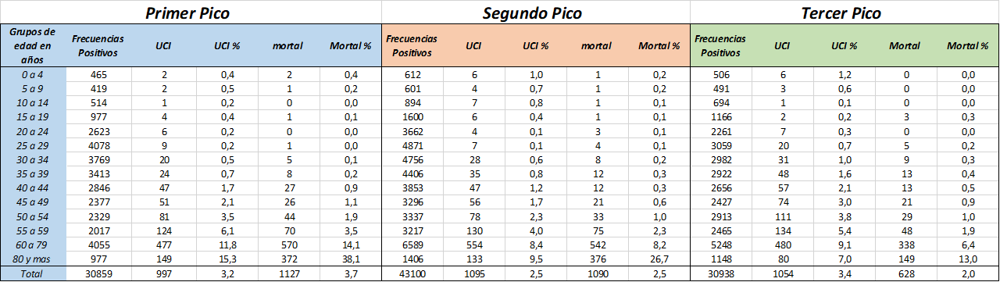 Primer Pico Segundo Pico Tercer Pico
Grupos de edad en años Frecuencias Positivos UCI UCI % mortal Mortal % Frecuencias Positivos UCI UCI % mortal Mortal % Frecuencias Positivos UCI UCI % Mortal Mortal %
0 a 4 465 2 0,4 2 0,4 612 6 1,0 1 0,2 506 6 1,2 0 0,0
5 a 9 419 2 0,5 1 0,2 601 4 0,7 1 0,2 491 3 0,6 0 0,0
10 a 14 514 1 0,2 0 0,0 894 7 0,8 1 0,1 694 1 0,1 0 0,0
15 a 19 977 4 0,4 1 0,1 1600 6 0,4 1 0,1 1166 2 0,2 3 0,3
20 a 24 2623 6 0,2 0 0,0 3662 4 0,1 3 0,1 2261 7 0,3 0 0,0
25 a 29 4078 9 0,2 1 0,0 4871 7 0,1 4 0,1 3059 20 0,7 5 0,2
30 a 34 3769 20 0,5 5 0,1 4756 28 0,6 8 0,2 2982 31 1,0 9 0,3
35 a 39 3413 24 0,7 8 0,2 4406 35 0,8 12 0,3 2922 48 1,6 13 0,4
40 a 44 2846 47 1,7 27 0,9 3853 47 1,2 12 0,3 2656 57 2,1 13 0,5
45 a 49 2377 51 2,1 26 1,1 3296 56 1,7 21 0,6 2427 74 3,0 21 0,9
50 a 54 2329 81 3,5 44 1,9 3337 78 2,3 33 1,0 2913 111 3,8 29 1,0
55 a 59 2017 124 6,1 70 3,5 3217 130 4,0 75 2,3 2465 134 5,4 48 1,9
60 a 79 4055 477 11,8 570 14,1 6589 554 8,4 542 8,2 5248 480 9,1 338 6,4
80 y mas 977 149 15,3 372 38,1 1406 133 9,5 376 26,7 1148 80 7,0 149 13,0
Total 30859 997 3,2 1127 3,7 43100 1095 2,5 1090 2,5 30938 1054 3,4 628 2,0